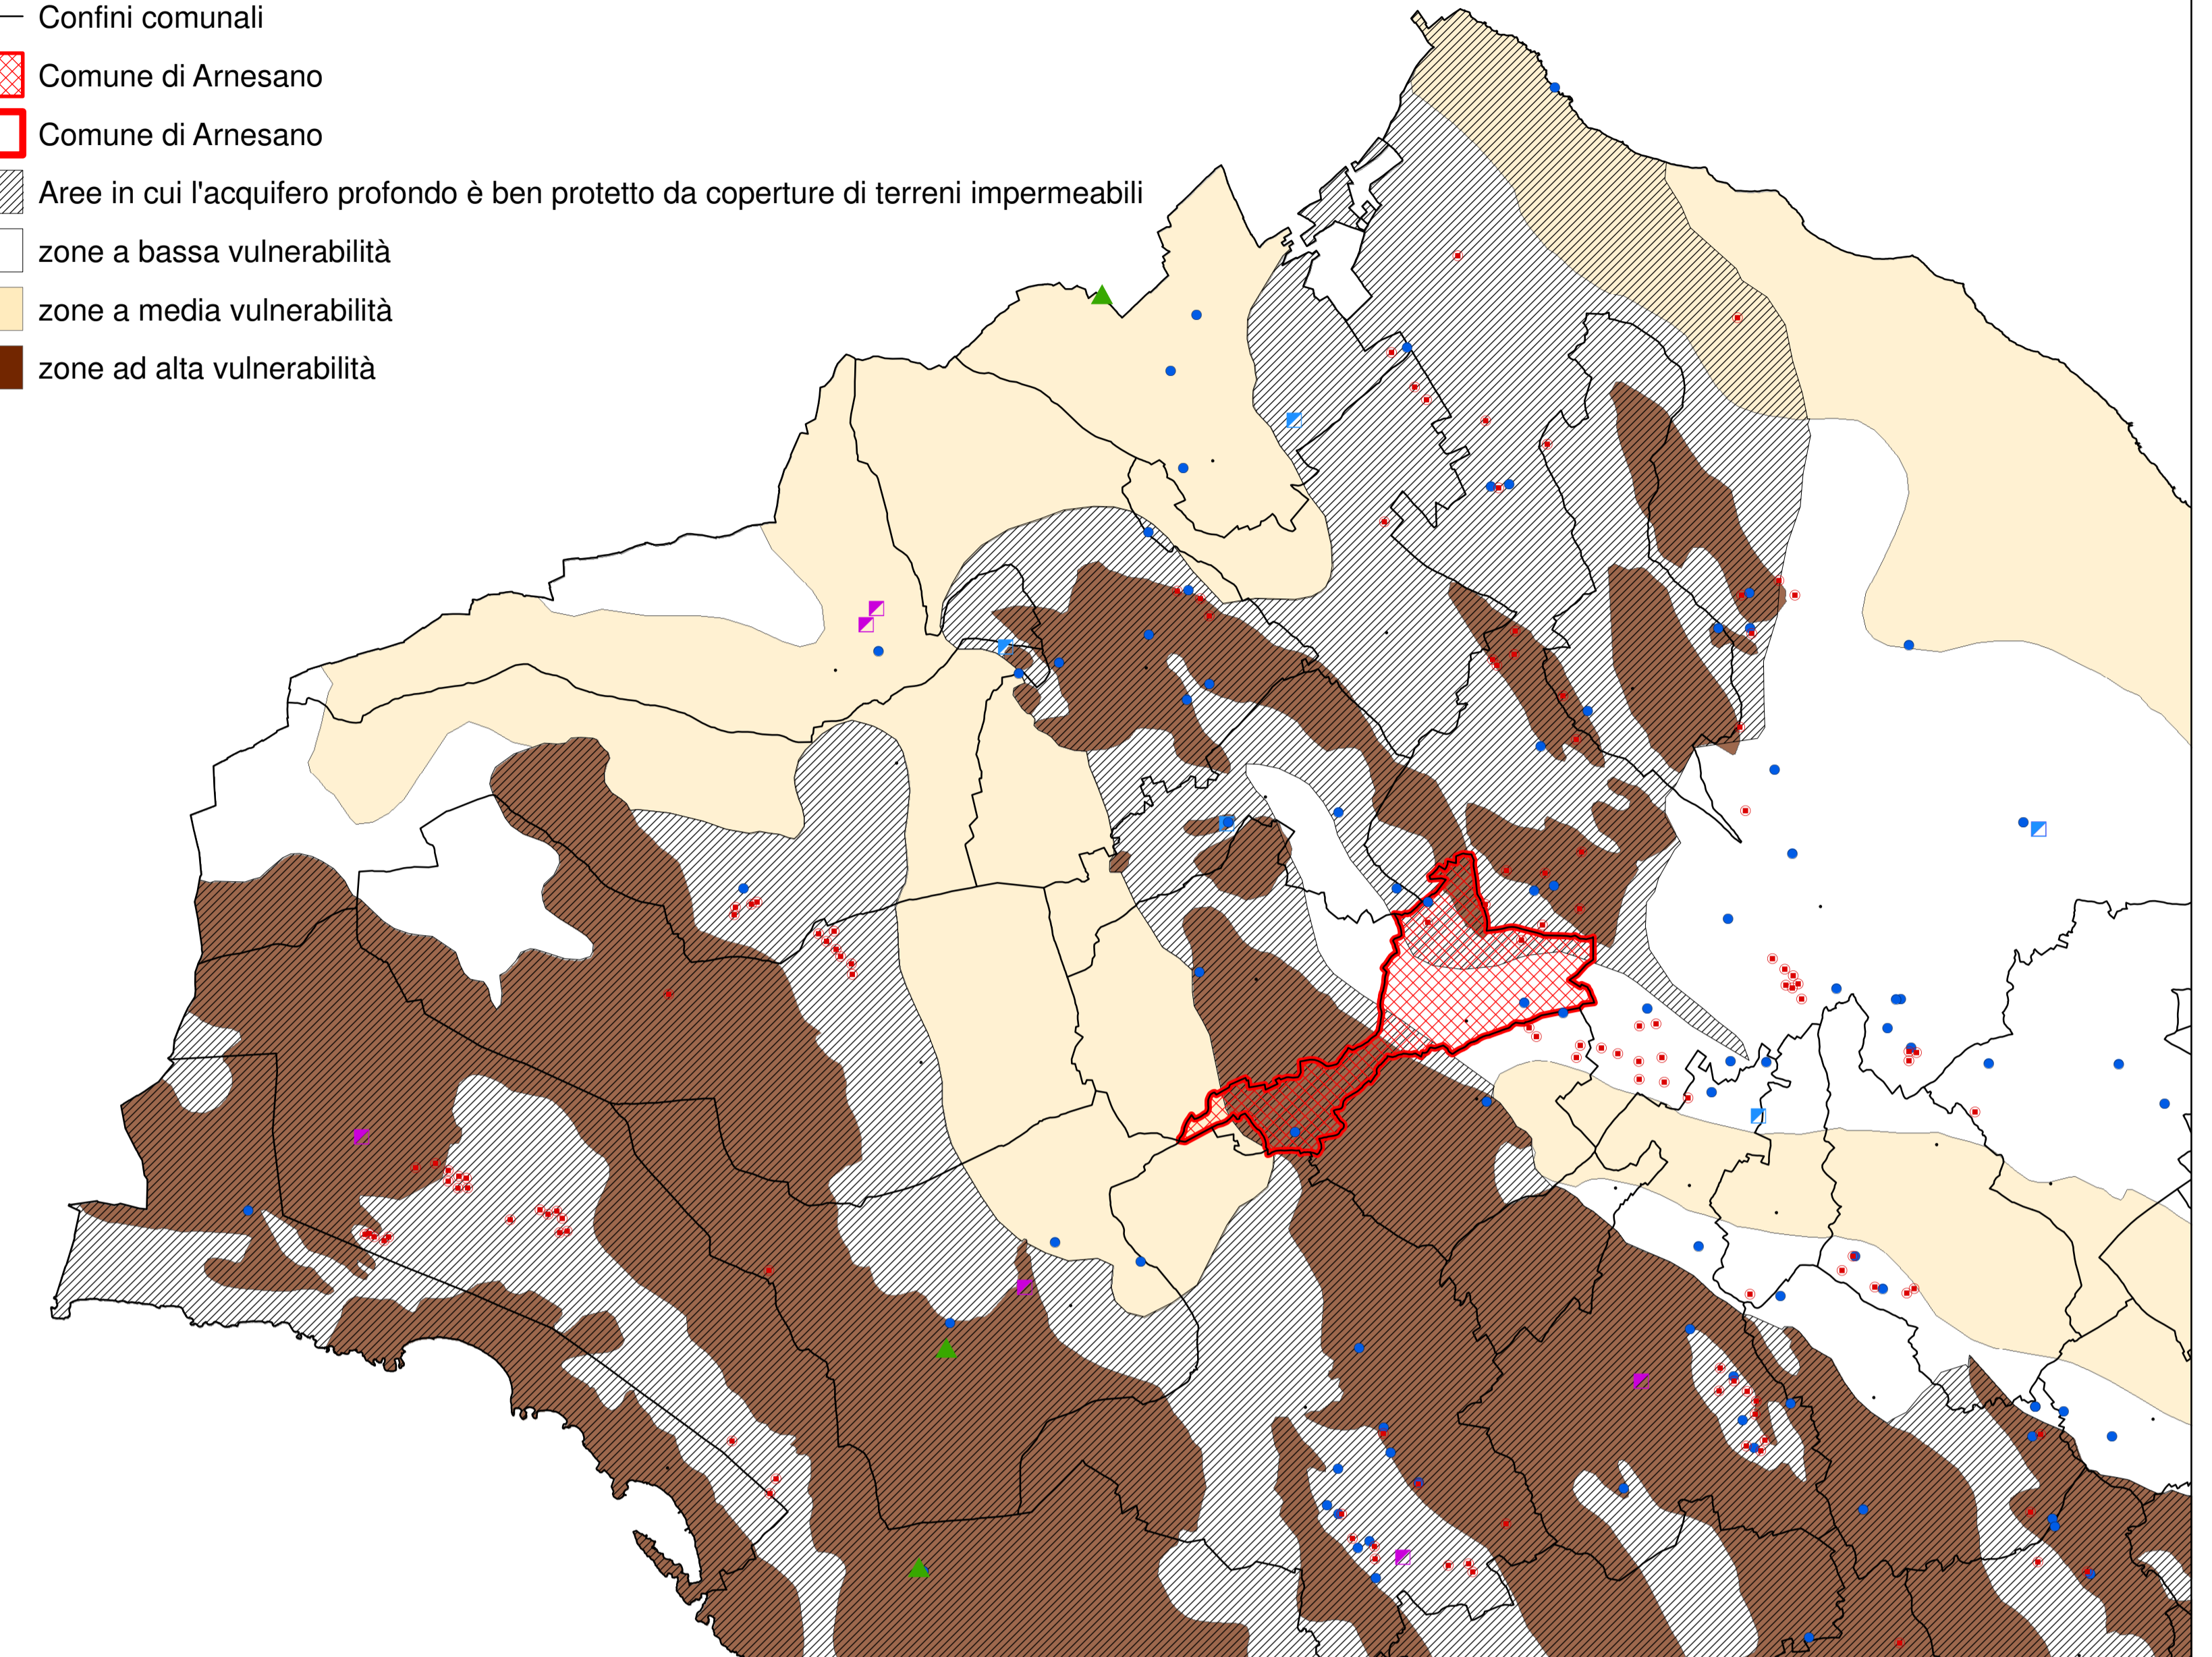 Confini comunali
Comune di Arnesano
Comune di Arnesano
Aree in cui l'acquifero profondo è ben protetto da coperture di terreni impermeabili
zone a bassa vulnerabilità
zone a media vulnerabilità
zone ad alta vulnerabilità